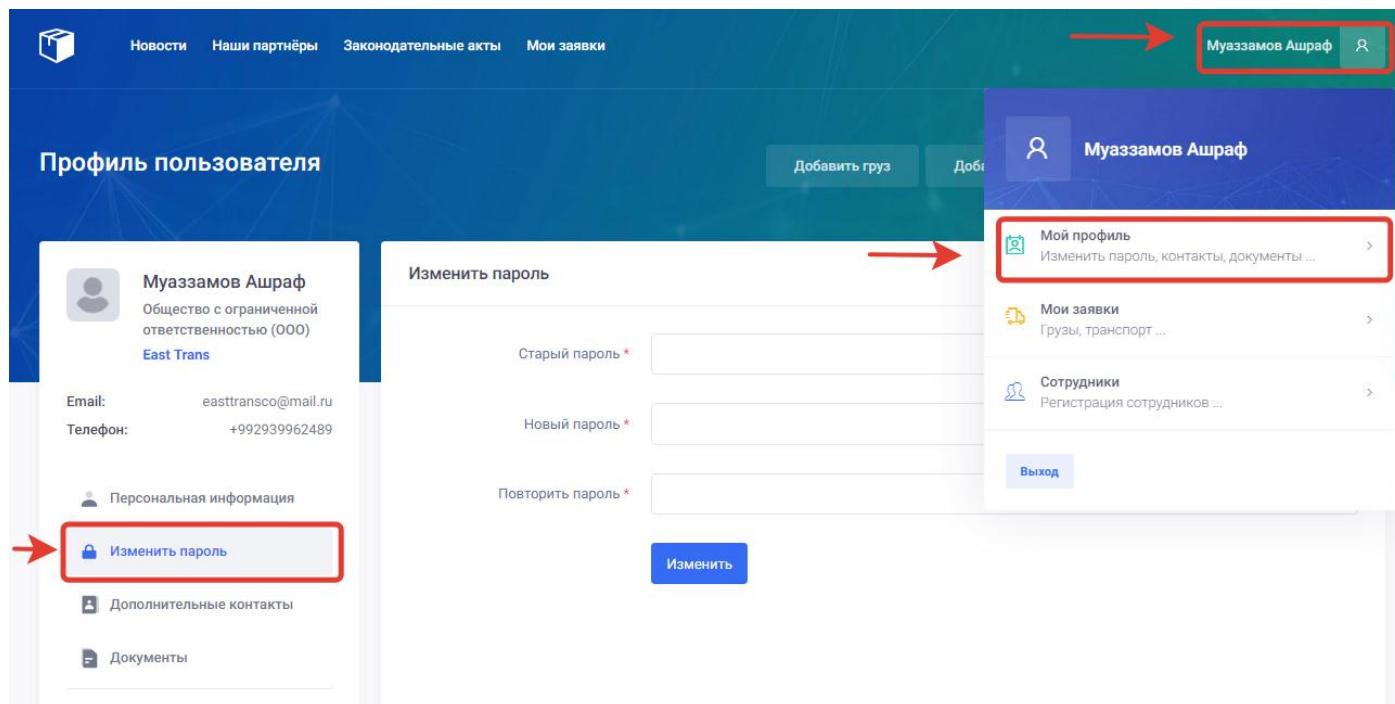 Новости Наши партнёры Законодательные акты Мои заявки
Муаззамов Ашраф
Муаззамов Ашраф
Профиль пользователя
Добавить груз
Мой профиль
Изменить пароль, контакты, документы ...
Мои заявки
Грузы, транспорт ...
Сотрудники
Регистрация сотрудников ...
Выход
Муаззамов Ашраф
Общество с ограниченной
ответственностью (ООО)
East Trans
Email: easttransco@mail.ru
Телефон: +992939962489
Персональная информация
Изменить пароль
Дополнительные контакты
Документы
Изменить пароль
Старый пароль *
Новый пароль *
Повторить пароль *
Изменить